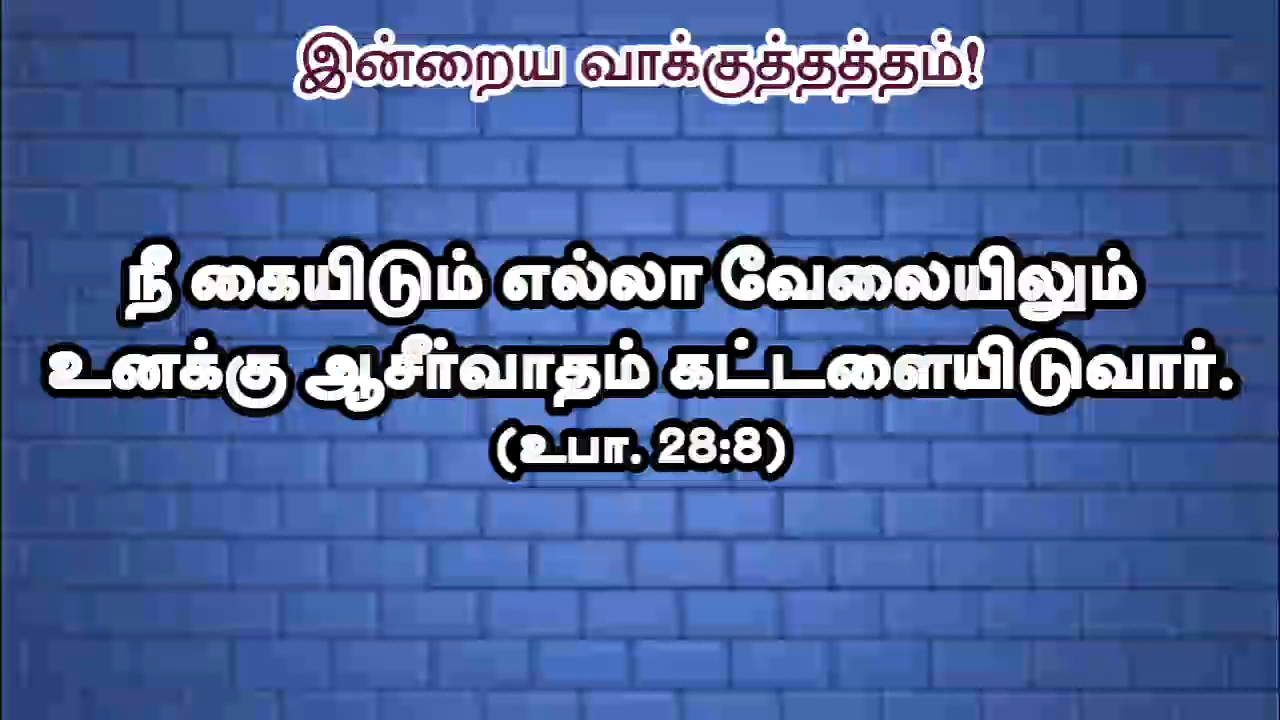 இன்றைய வாக்குத்தத்தம்!
நீ கையிடும் எல்லா வேலையிலும்
உனக்கு ஆசீர்வாதம் கட்டளையிடுவார்.
(உபா. 28:8)